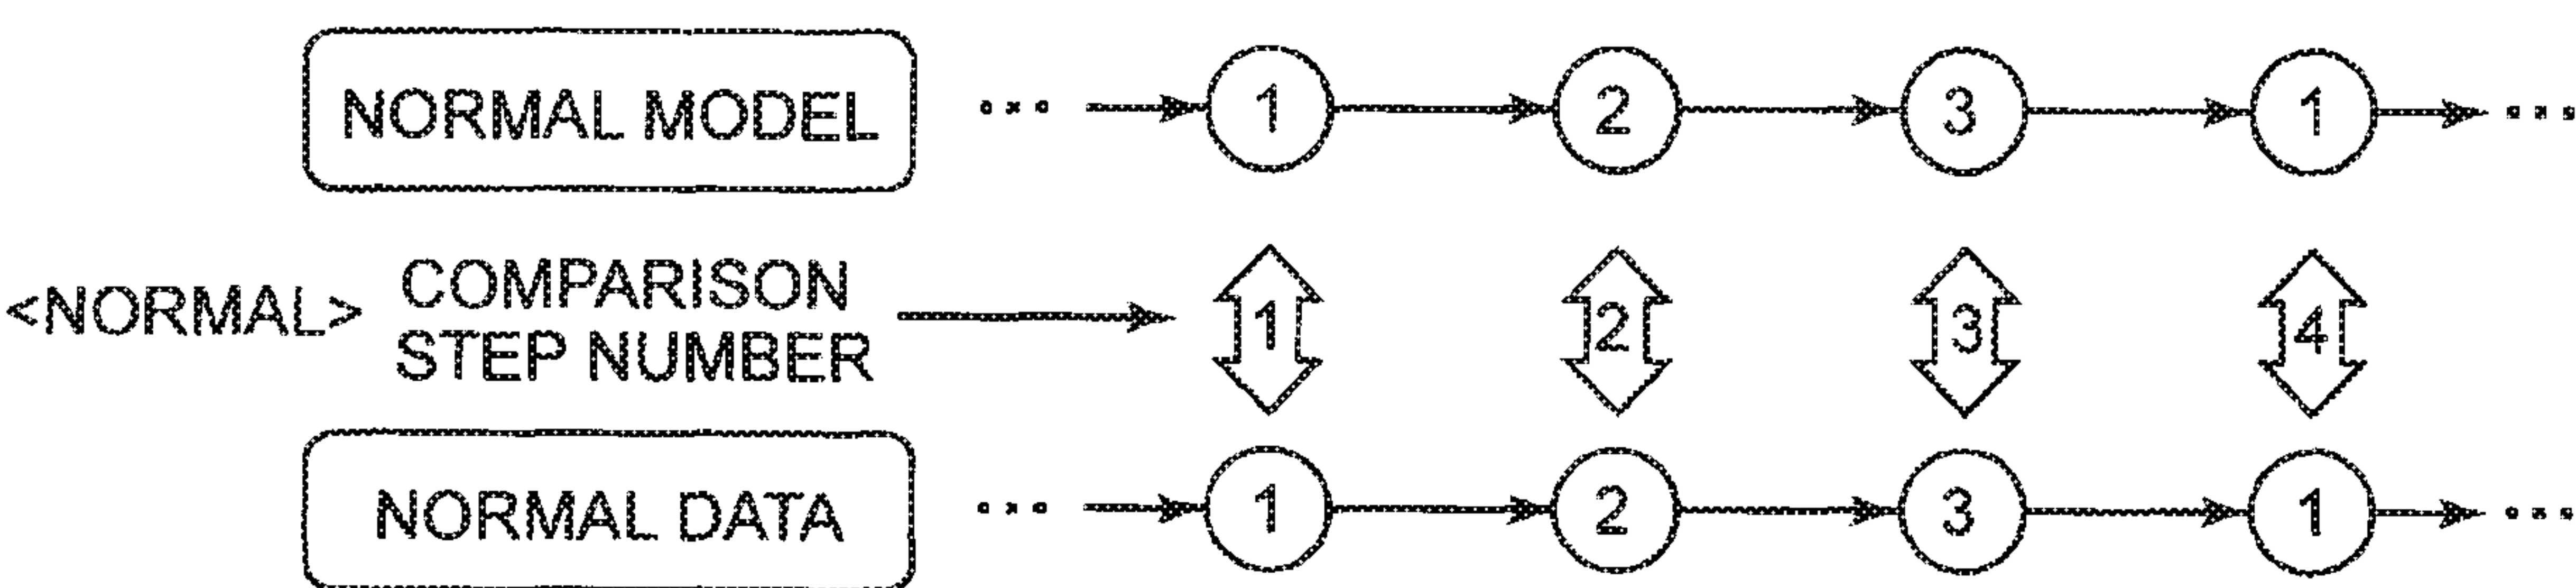 NORMAL MODEL ... 1 2 3 1 ...
<NORMAL> COMPARISON STEP NUMBER 1 2 3 4
NORMAL DATA ... 1 2 3 1 ...